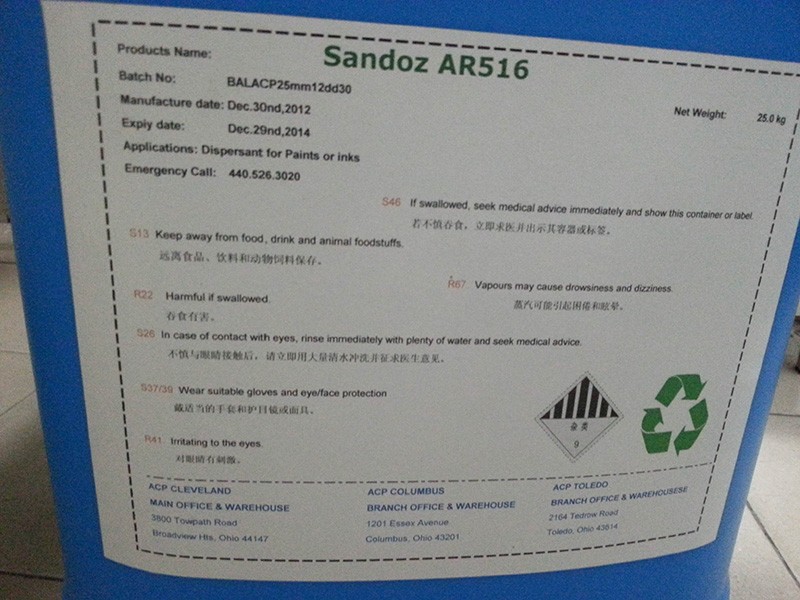 Products Name: Sandoz AR516
Batch No: BALACP25mm12dd30
Manufacture date: Dec.30nd,2012
Net Weight: 25.0 kg
Expiy date: Dec.29nd,2014
Applications: Dispersant for Paints or inks
Emergency Call: 440.526.3020
S46 If swallowed, seek medical advice immediately and show this container or label.
若不慎吞食，立即求医并出示其容器或标签。
S13 Keep away from food, drink and animal foodstuffs.
远离食品、饮料和动物饲料保存。
R67 Vapours may cause drowsiness and dizziness.
蒸汽可能引起困倦和眩晕。
R22 Harmful if swallowed.
吞食有害。
S26 In case of contact with eyes, rinse immediately with plenty of water and seek medical advice.
不慎与眼睛接触后，请立即用大量清水冲洗并征求医生意见。
S37/39 Wear suitable gloves and eye/face protection
戴适当的手套和护目镜或面具。
杂类
9
R41 Irritating to the eyes.
对眼睛有刺激。
ACP CLEVELAND
MAIN OFFICE & WAREHOUSE
3800 Towpath Road
Broadview Hts, Ohio 44147
ACP COLUMBUS
BRANCH OFFICE & WAREHOUSE
1201 Essex Avenue
Columbus, Ohio 43201
ACP TOLEDO
BRANCH OFFICE & WAREHOUSESE
2164 Tedrow Road
Toledo, Ohio 43614